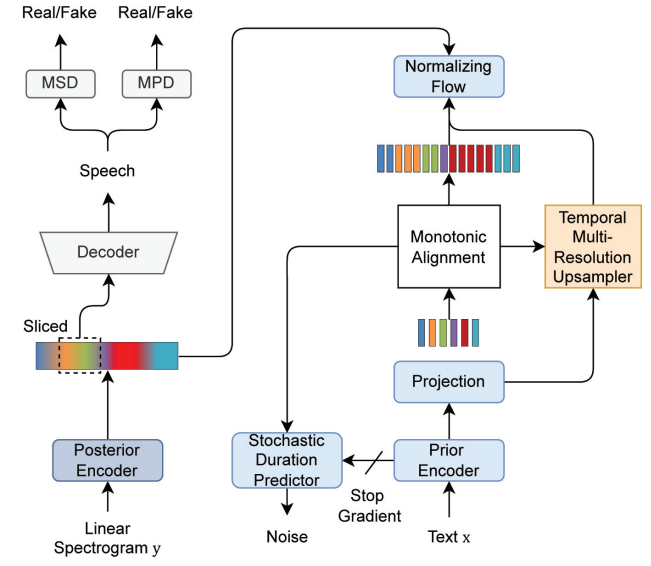 Real/Fake
Real/Fake
MSD
MPD
Speech
Decoder
Sliced
Posterior
Encoder
Linear
Spectrogram y
Normalizing
Flow
Monotonic
Alignment
Temporal
Multi-
Resolution
Upsampler
Projection
Stochastic
Duration
Predictor
Prior
Encoder
Stop
Gradient
Noise
Text x